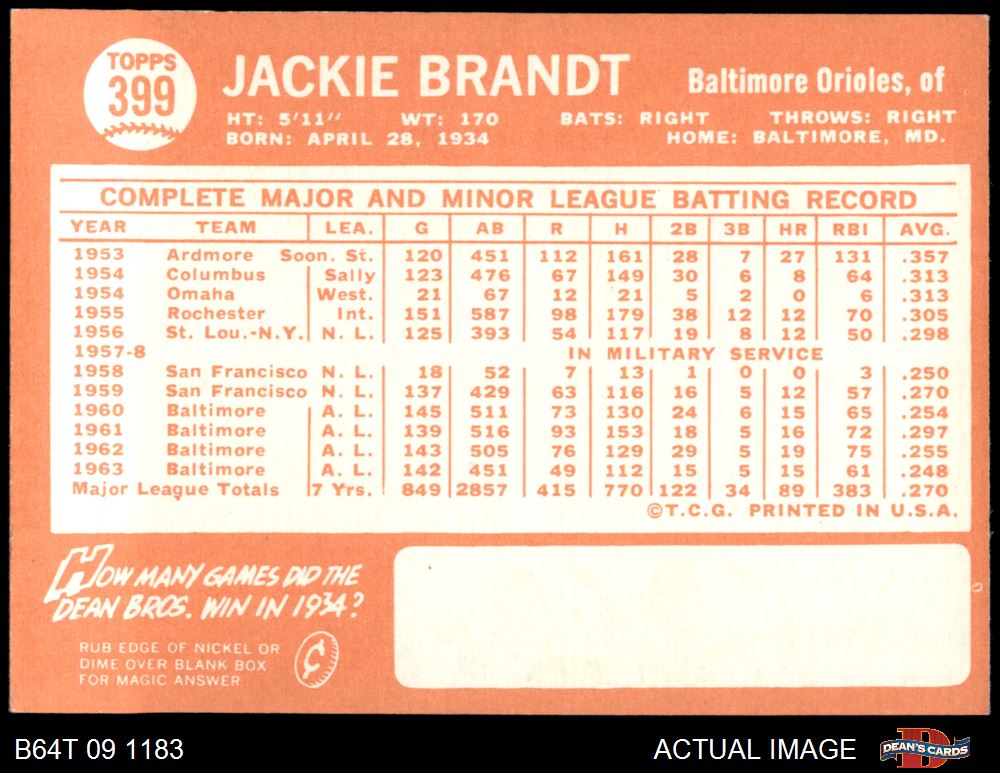 TOPPS
399
JACKIE BRANDT
Baltimore Orioles, of
HT: 5'11" WT: 170 BATS: RIGHT THROWS: RIGHT
BORN: APRIL 28, 1934 HOME: BALTIMORE, MD.
COMPLETE MAJOR AND MINOR LEAGUE BATTING RECORD
YEAR TEAM LEA. G AB R H 2B 3B HR RBI AVG.
1953 Ardmore Soon. St. 120 451 112 161 28 7 27 131 .357
1954 Columbus Sally 123 476 67 149 30 6 8 64 .313
1954 Omaha West. 21 67 12 21 5 2 0 6 .313
1955 Rochester Int. 151 587 98 179 38 12 12 70 .305
1956 St. Lou.-N.Y. N. L. 125 393 54 117 19 8 12 50 .298
1957-8 IN MILITARY SERVICE
1958 San Francisco N. L. 18 52 7 13 1 0 0 3 .250
1959 San Francisco N. L. 137 429 63 116 16 5 12 57 .270
1960 Baltimore A. L. 145 511 73 130 24 6 15 65 .254
1961 Baltimore A. L. 139 516 93 153 18 5 16 72 .297
1962 Baltimore A. L. 143 505 76 129 29 5 19 75 .255
1963 Baltimore A. L. 142 451 49 112 15 5 15 61 .248
Major League Totals 7 Yrs. 849 2857 415 770 122 34 89 383 .270
©T.C.G. PRINTED IN U.S.A.
HOW MANY GAMES DID THE
DEAN BROS. WIN IN 1934?
RUB EDGE OF NICKEL OR
DIME OVER BLANK BOX
FOR MAGIC ANSWER.
¢
B64T 09 1183
ACTUAL IMAGE
DEAN'S CARDS